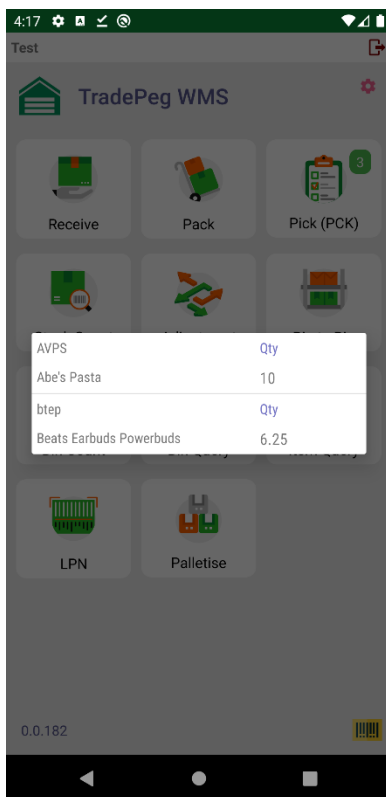 4:17
Test
TradePeg WMS
3
Receive
Pack
Pick (PCK)
AVPS Qty
Abe's Pasta 10
btep Qty
Beats Earbuds Powerbuds 6.25
LPN
Palletise
0.0.182